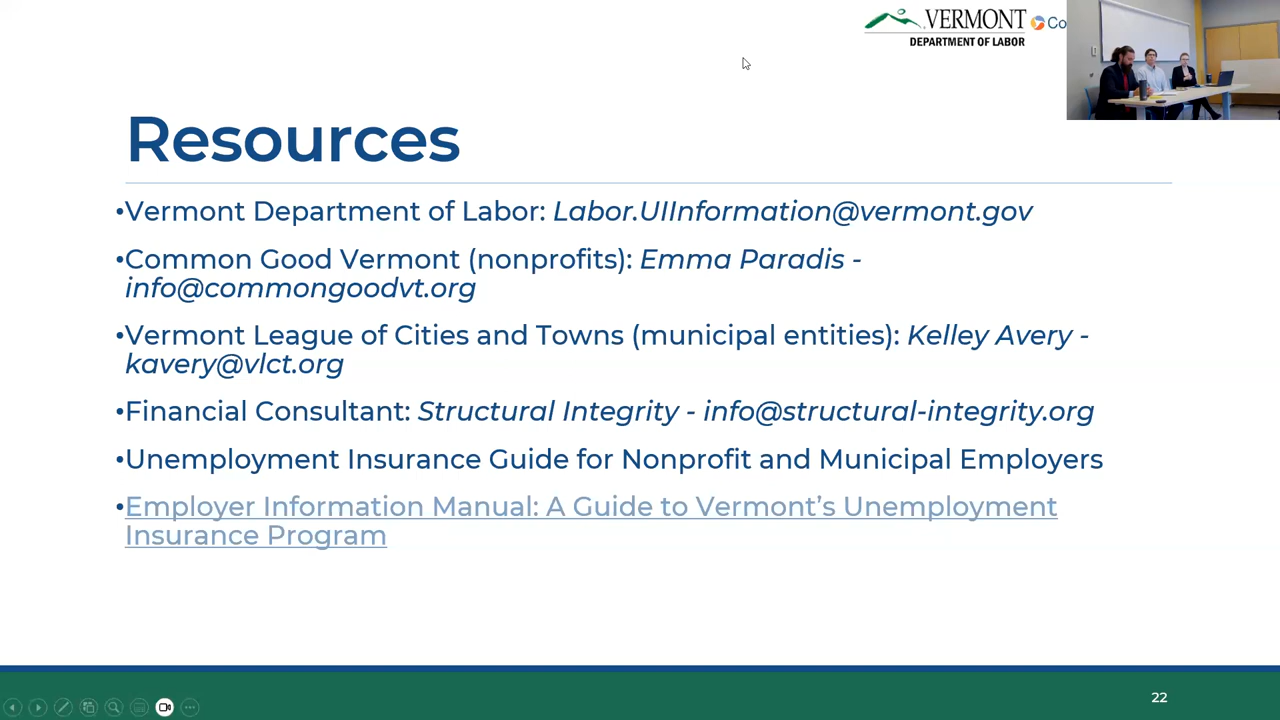 VERMONT
DEPARTMENT OF LABOR
Co
Resources
•Vermont Department of Labor: Labor.UIInformation@vermont.gov
•Common Good Vermont (nonprofits): Emma Paradis -
info@commongoodvt.org
•Vermont League of Cities and Towns (municipal entities): Kelley Avery -
kavery@vlct.org
•Financial Consultant: Structural Integrity - info@structural-integrity.org
•Unemployment Insurance Guide for Nonprofit and Municipal Employers
•Employer Information Manual: A Guide to Vermont’s Unemployment
Insurance Program
22